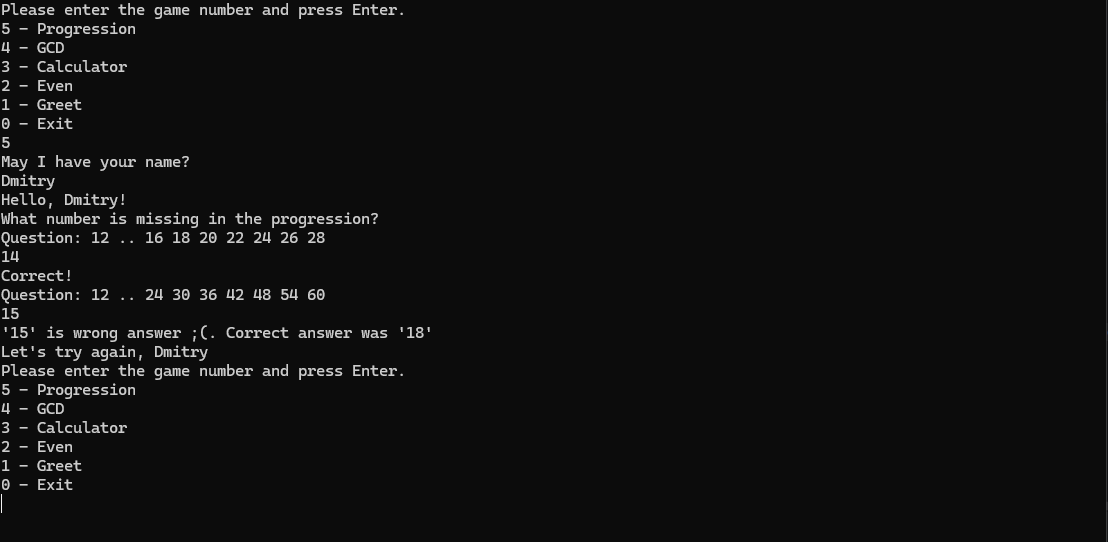 Please enter the game number and press Enter.
5 – Progression
4 – GCD
3 – Calculator
2 – Even
1 – Greet
0 – Exit
5
May I have your name?
Dmitry
Hello, Dmitry!
What number is missing in the progression?
Question: 12 .. 16 18 20 22 24 26 28
14
Correct!
Question: 12 .. 24 30 36 42 48 54 60
15
'15' is wrong answer ;(. Correct answer was '18'
Let's try again, Dmitry
Please enter the game number and press Enter.
5 – Progression
4 – GCD
3 – Calculator
2 – Even
1 – Greet
0 – Exit